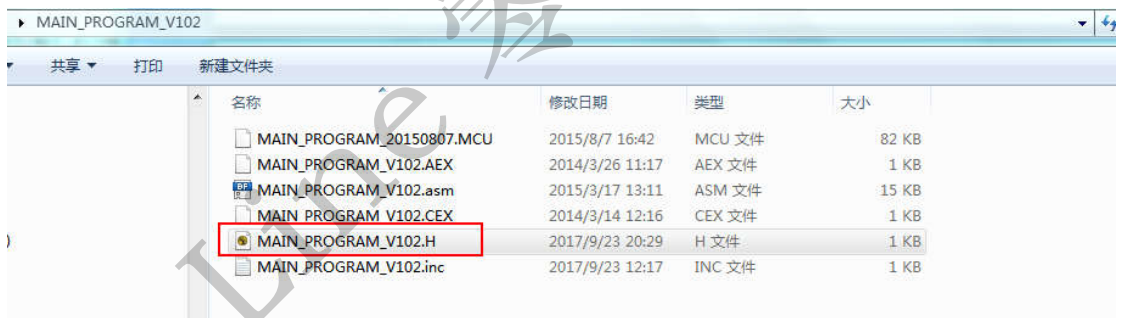 MAIN_PROGRAM_V102
共享 打印 新建文件夹
名称 修改日期 类型 大小
MAIN_PROGRAM_20150807.MCU 2015/8/7 16:42 MCU 文件 82 KB
MAIN_PROGRAM_V102.AEX 2014/3/26 11:17 AEX 文件 1 KB
MAIN_PROGRAM_V102.asm 2015/3/17 13:11 ASM 文件 15 KB
MAIN_PROGRAM_V102.CEX 2014/3/14 12:16 CEX 文件 1 KB
MAIN_PROGRAM_V102.H 2017/9/23 20:29 H 文件 1 KB
MAIN_PROGRAM_V102.inc 2017/9/23 12:17 INC 文件 1 KB
Line